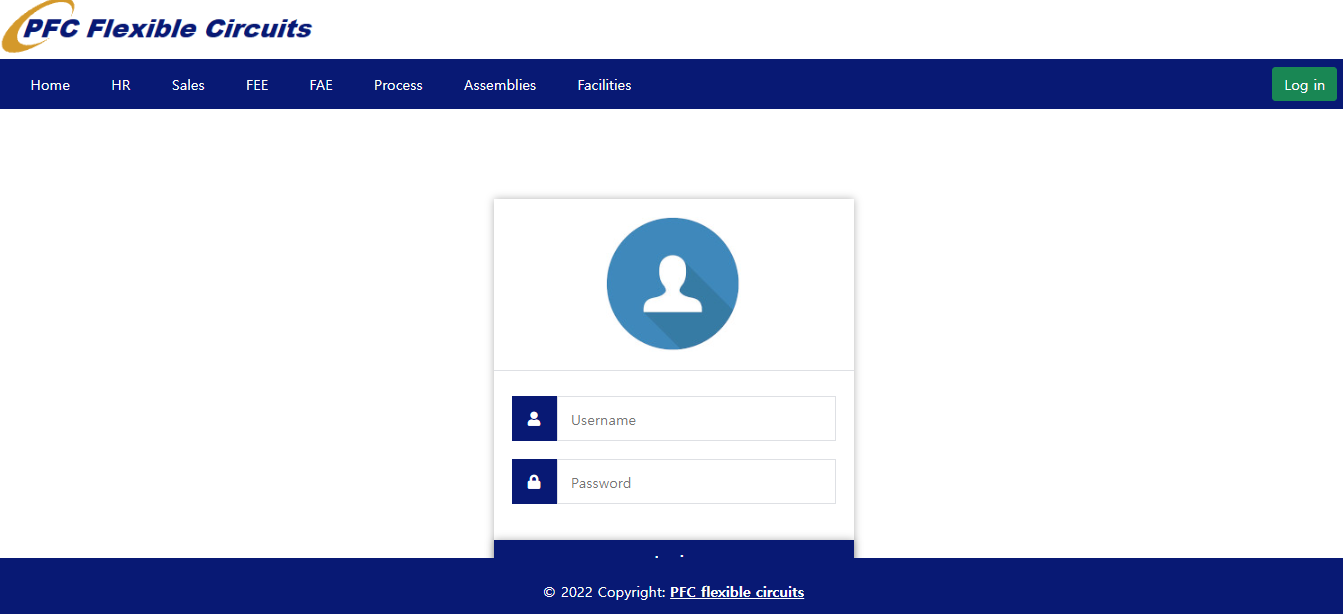 PFC Flexible Circuits
Home HR Sales FEE FAE Process Assemblies Facilities Log in
Username
Password
© 2022 Copyright: PFC flexible circuits